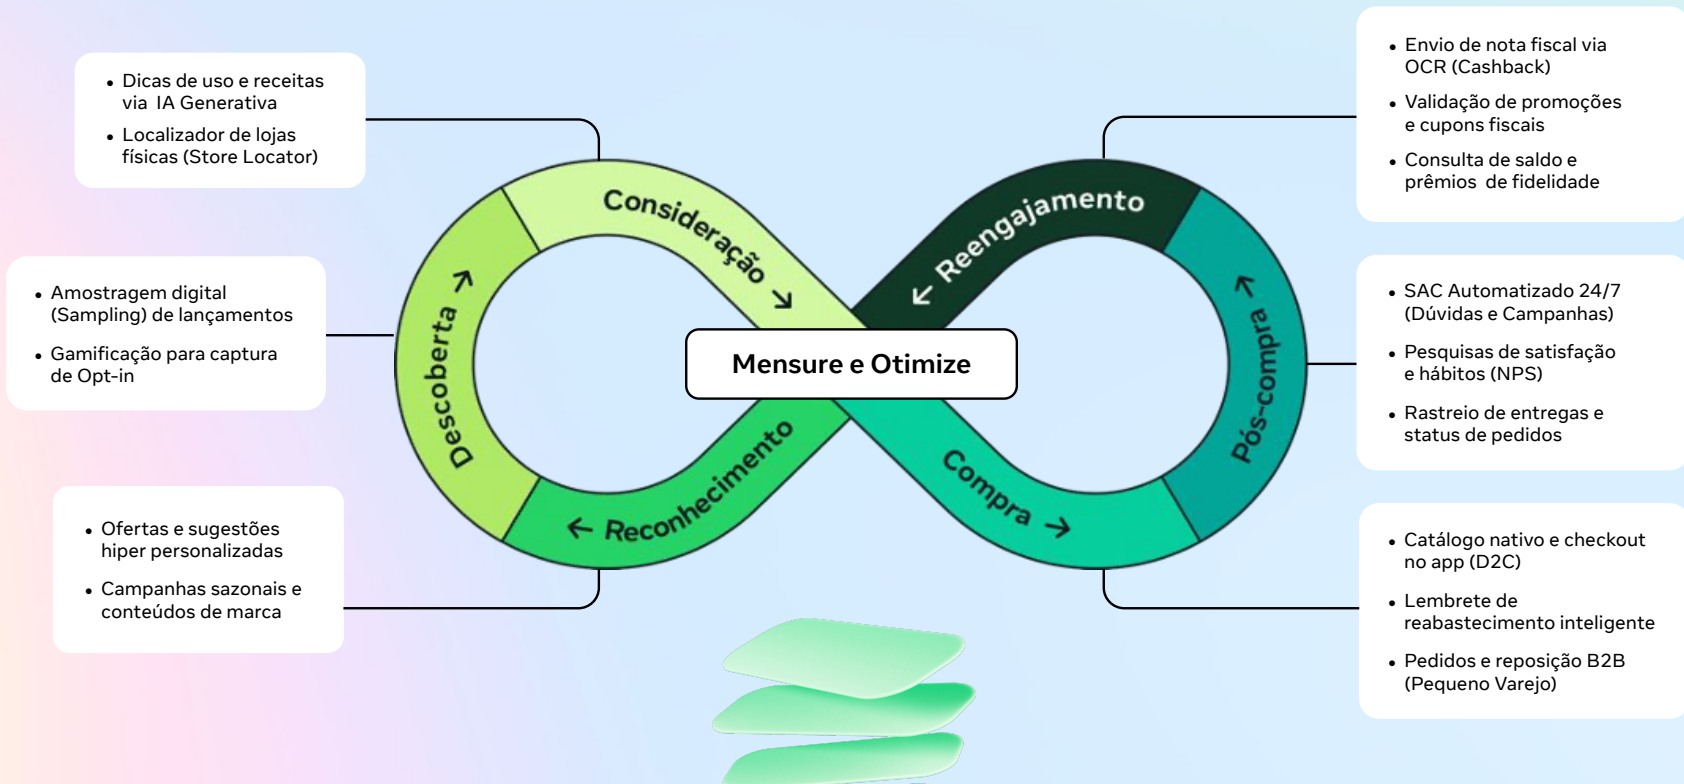 • Dicas de uso e receitas
via IA Generativa
• Localizador de lojas
físicas (Store Locator)
• Amostragem digital
(Sampling) de lançamentos
• Gamificação para captura
de Opt-in
• Ofertas e sugestões
hiper personalizadas
• Campanhas sazonais e
conteúdos de marca
Consideração →
Descoberta →
← Reconhecimento
Mensure e Otimize
← Reengajamento
Pós-compra →
Compra →
• Envio de nota fiscal via
OCR (Cashback)
• Validação de promoções
e cupons fiscais
• Consulta de saldo e
prêmios de fidelidade
• SAC Automatizado 24/7
(Dúvidas e Campanhas)
• Pesquisas de satisfação
e hábitos (NPS)
• Rastreio de entregas e
status de pedidos
• Catálogo nativo e checkout
no app (D2C)
• Lembrete de
reabastecimento inteligente
• Pedidos e reposição B2B
(Pequeno Varejo)